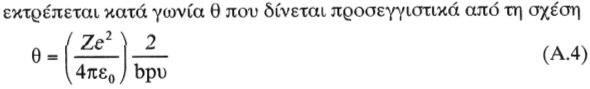 εκτρέπεται κατά γωνία θ που δίνεται προσεγγιστικά από τη σχέση
θ = (Ze²/4πε₀) 2/bpυ (A.4)